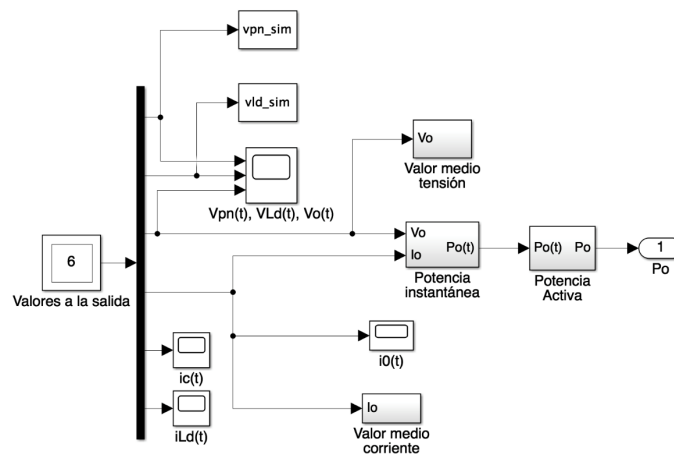 vpn_sim
vld_sim
Vo
Valor medio
tensión
Vpn(t), VLd(t), Vo(t)
Vo
Io
Po(t)
Potencia
instantánea
Po(t)
Po
Potencia
Activa
1
Po
6
Valores a la salida
ic(t)
i0(t)
iLd(t)
Io
Valor medio
corriente